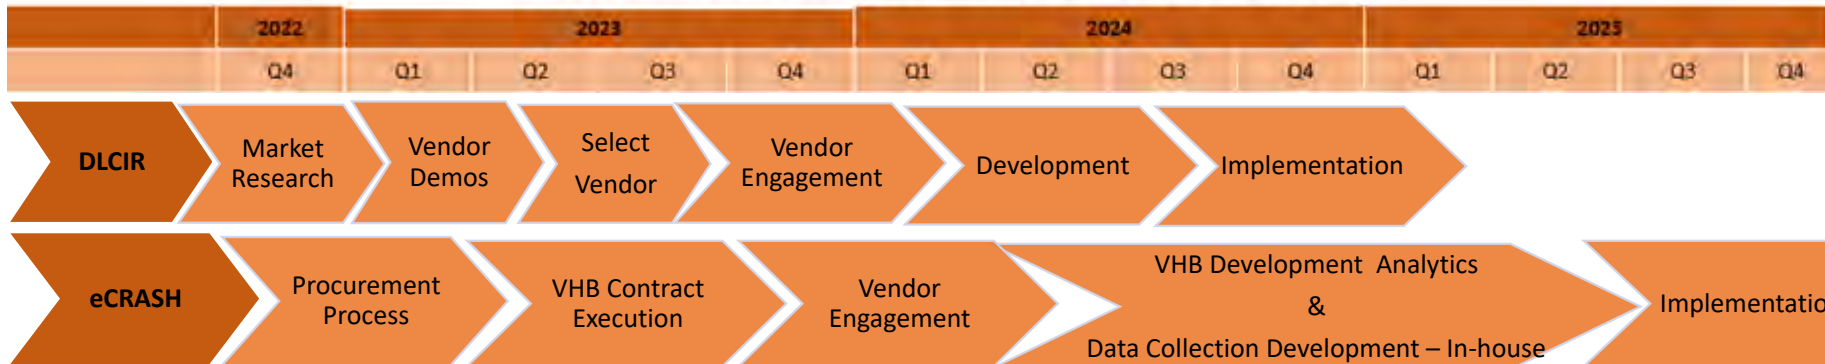 2022 2023 2024 2025
Q4 Q1 Q2 Q3 Q4 Q1 Q2 Q3 Q4 Q1 Q2 Q3 Q4
DLCIR
Market
Research
Vendor
Demos
Select
Vendor
Vendor
Engagement
Development
Implementation
eCRASH
Procurement
Process
VHB Contract
Execution
Vendor
Engagement
VHB Development Analytics
&
Data Collection Development – In-house
Implementatio